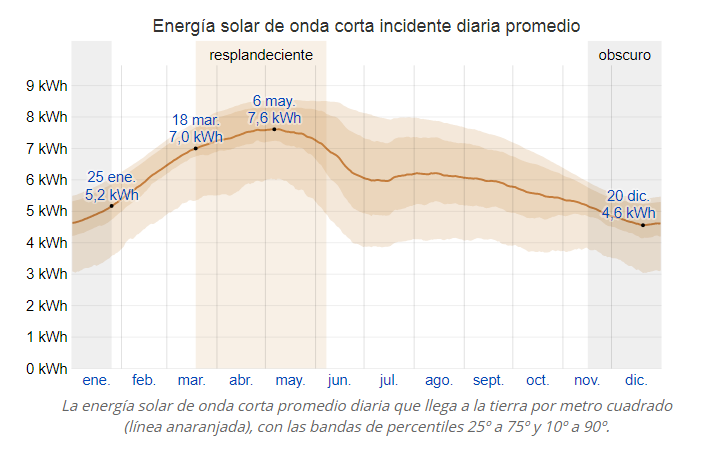 Energía solar de onda corta incidente diaria promedio
resplandeciente
obscuro
9 kWh
8 kWh
7 kWh
6 kWh
5 kWh
4 kWh
3 kWh
2 kWh
1 kWh
0 kWh
25 ene.
5,2 kWh
18 mar.
7,0 kWh
6 may.
7,6 kWh
20 dic.
4,6 kWh
ene. feb. mar. abr. may. jun. jul. ago. sept. oct. nov. dic.
La energía solar de onda corta promedio diaria que llega a la tierra por metro cuadrado
(línea anaranjada), con las bandas de percentiles 25º a 75º y 10º a 90º.